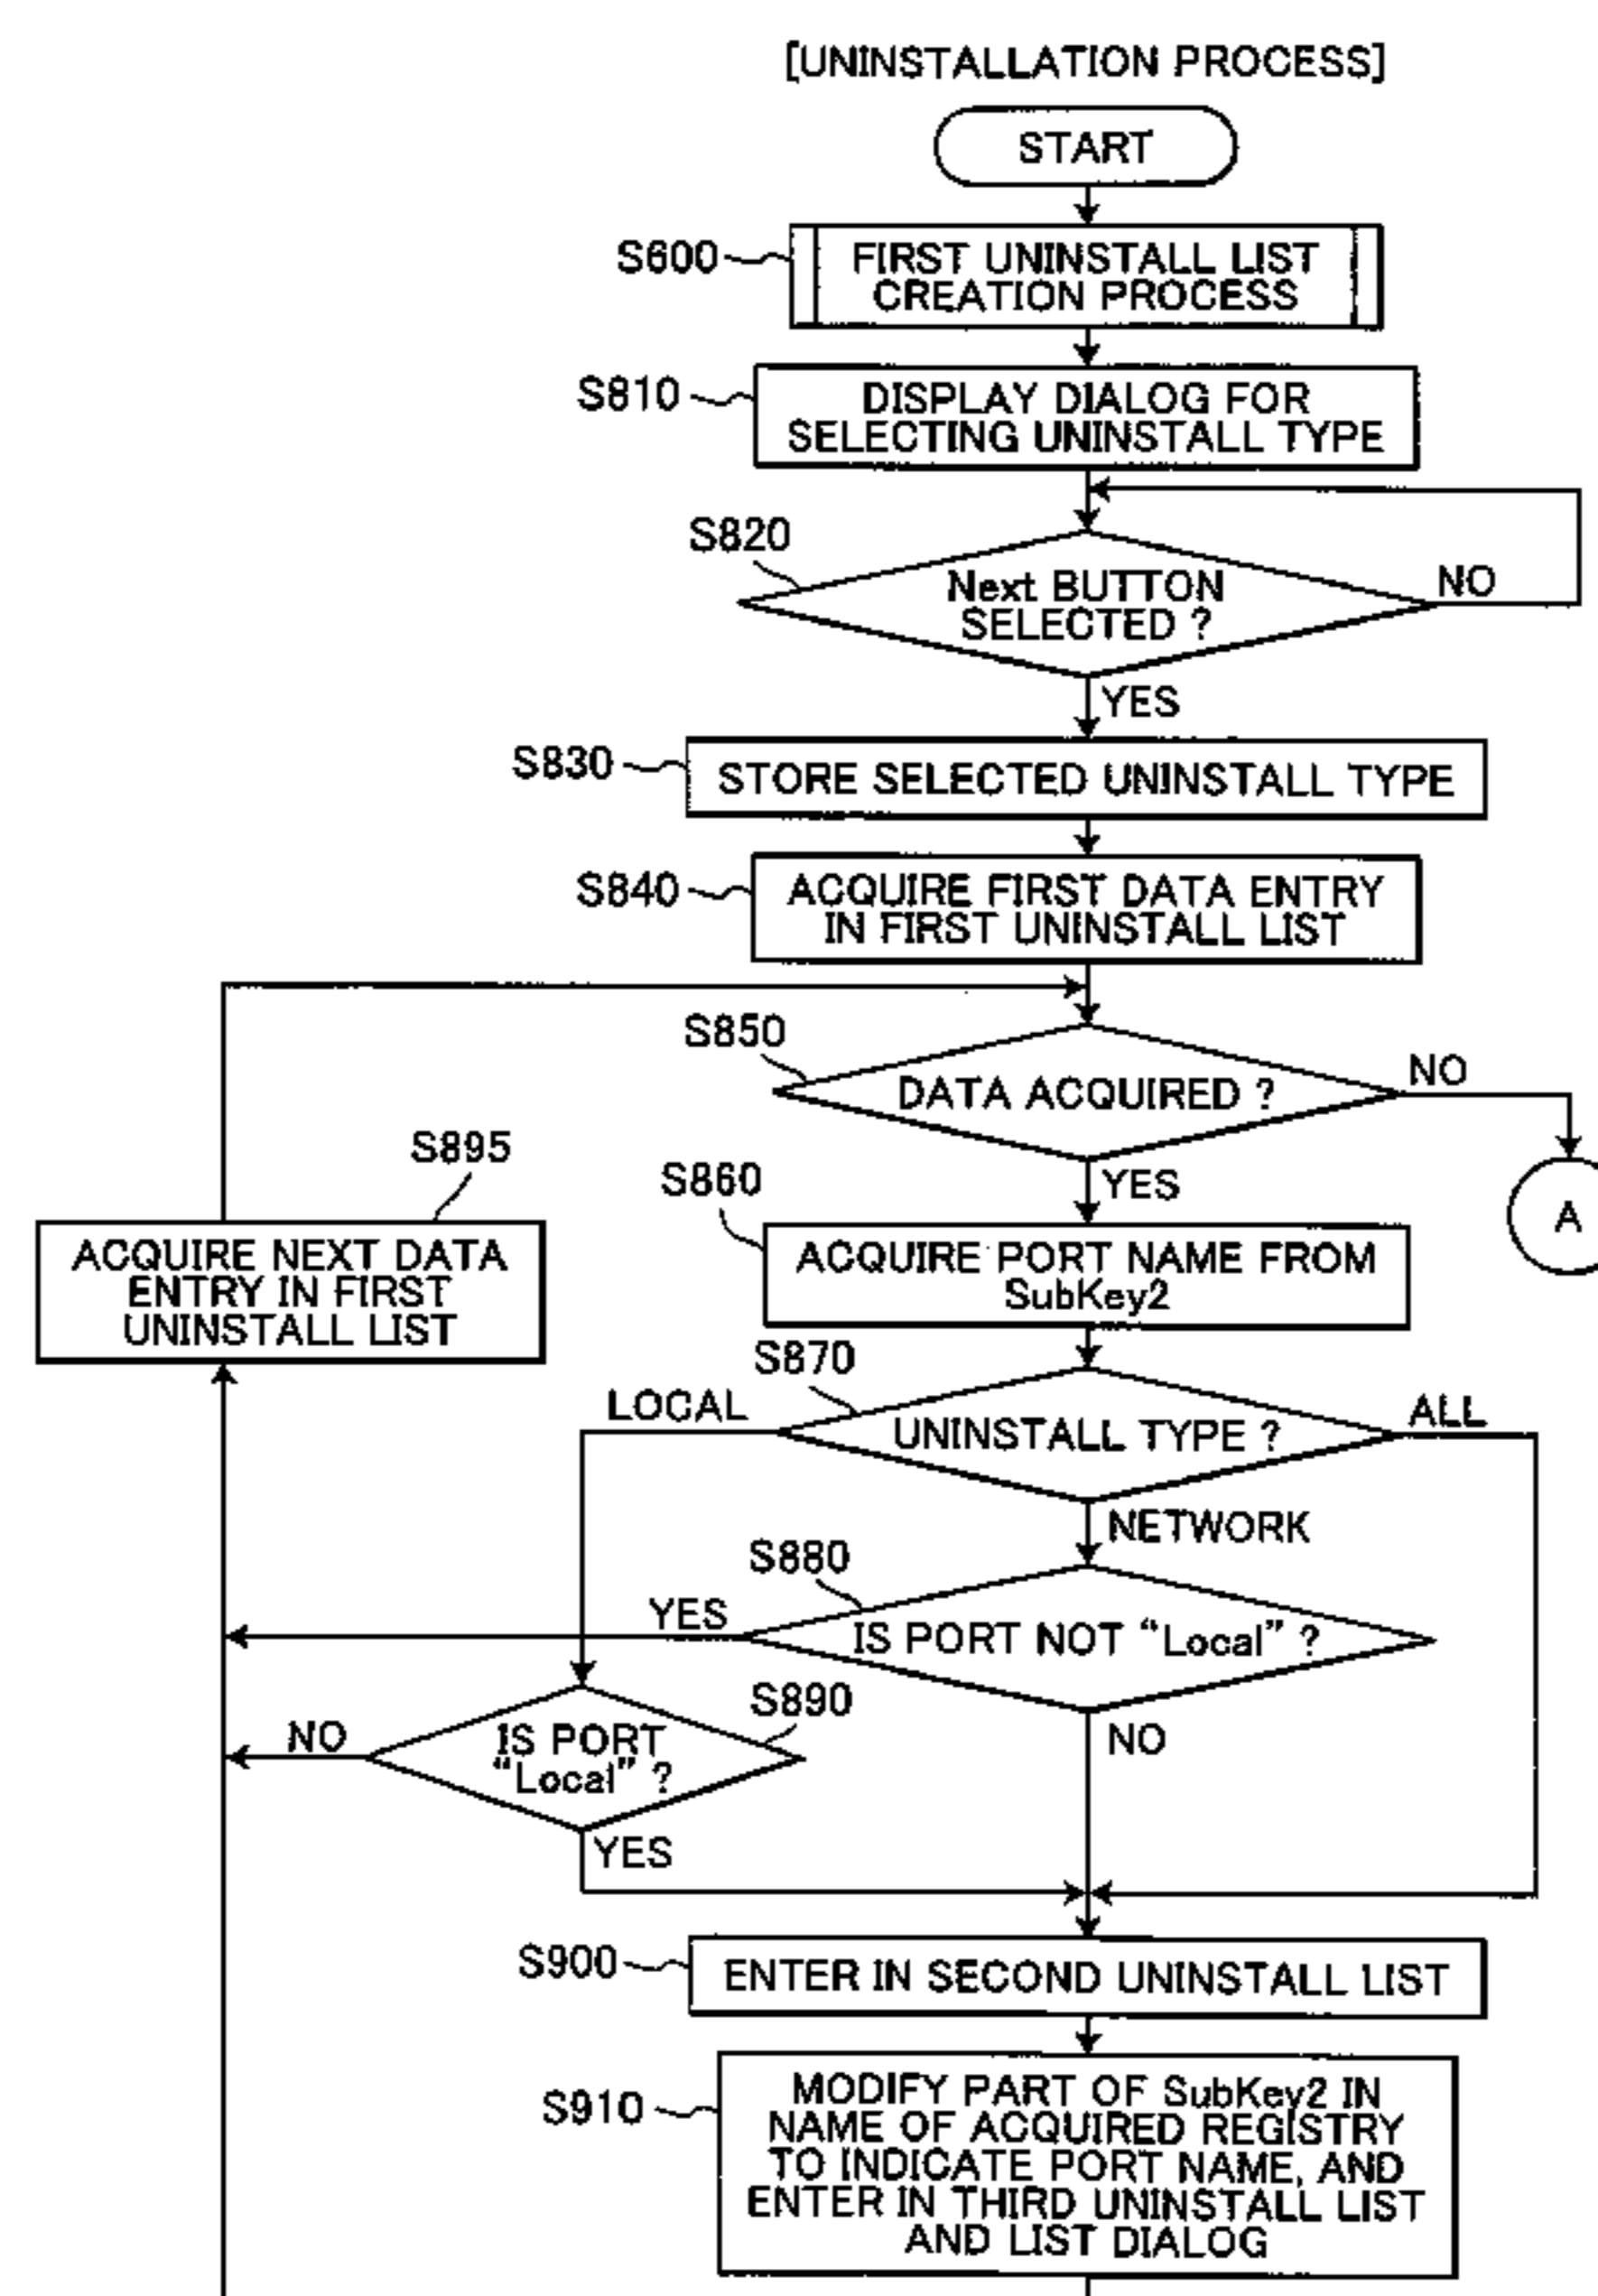 [UNINSTALLATION PROCESS]
START
S600
FIRST UNINSTALL LIST
CREATION PROCESS
S810
DISPLAY DIALOG FOR
SELECTING UNINSTALL TYPE
S820
Next BUTTON
SELECTED ?
NO
YES
S830
STORE SELECTED UNINSTALL TYPE
S840
ACQUIRE FIRST DATA ENTRY
IN FIRST UNINSTALL LIST
S850
DATA ACQUIRED ?
NO
YES
A
S895
ACQUIRE NEXT DATA
ENTRY IN FIRST
UNINSTALL LIST
S860
ACQUIRE PORT NAME FROM
SubKey2
S870
LOCAL
UNINSTALL TYPE ?
ALL
NETWORK
S880
YES
IS PORT NOT “Local” ?
NO
S890
NO
IS PORT
“Local” ?
YES
S900
ENTER IN SECOND UNINSTALL LIST
S910
MODIFY PART OF SubKey2 IN
NAME OF ACQUIRED REGISTRY
TO INDICATE PORT NAME, AND
ENTER IN THIRD UNINSTALL LIST
AND LIST DIALOG